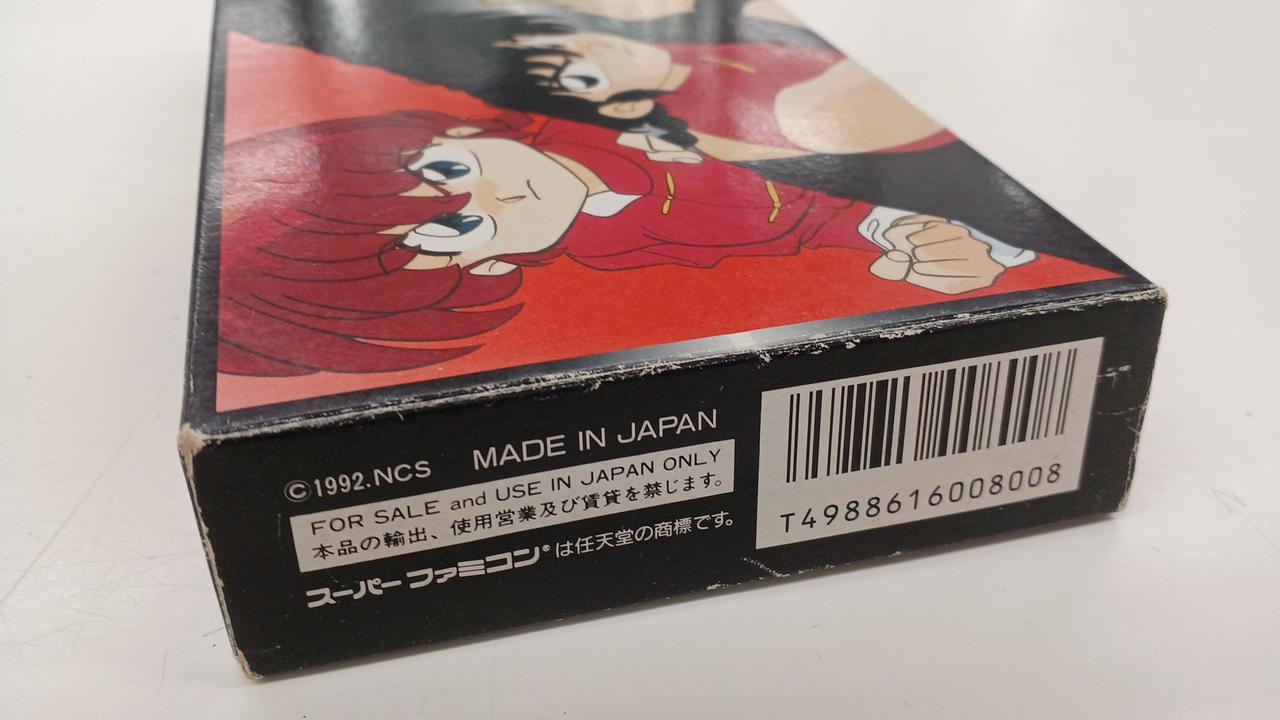 ©1992.NCS MADE IN JAPAN
FOR SALE and USE IN JAPAN ONLY
本品の輸出、使用営業及び賃貸を禁じます。
スーパーファミコン®は任天堂の商標です。
T4988616008008